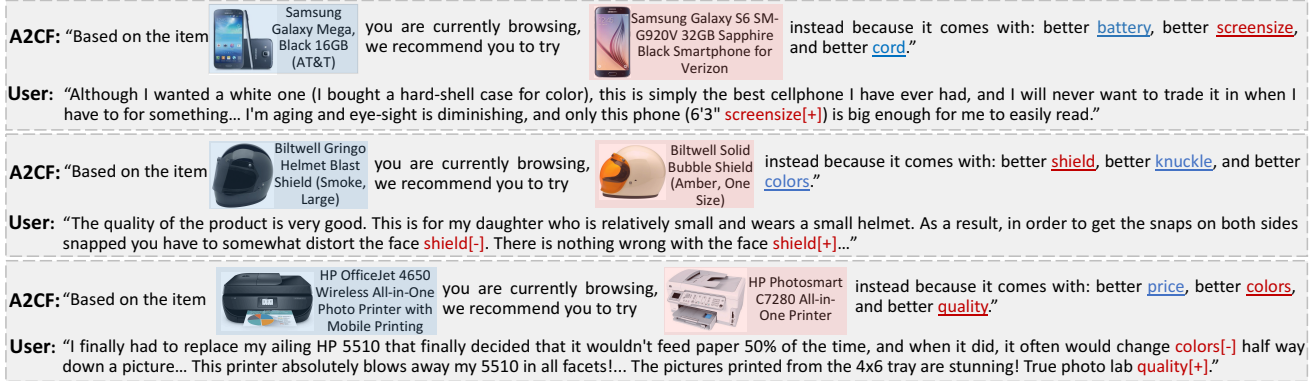 A2CF: “Based on the item
Samsung
Galaxy Mega,
Black 16GB
(AT&T)
you are currently browsing,
we recommend you to try
Samsung Galaxy S6 SM-
G920V 32GB Sapphire
Black Smartphone for
Verizon
instead because it comes with: better battery, better screensize,
and better cord.”
User: “Although I wanted a white one (I bought a hard-shell case for color), this is simply the best cellphone I have ever had, and I will never want to trade it in when I
have to for something... I'm aging and eye-sight is diminishing, and only this phone (6'3" screensize[+]) is big enough for me to easily read.”
A2CF: “Based on the item
Biltwell Gringo
Helmet Blast
Shield (Smoke,
Large)
you are currently browsing,
we recommend you to try
Biltwell Solid
Bubble Shield
(Amber, One
Size)
instead because it comes with: better shield, better knuckle, and better
colors.”
User: “The quality of the product is very good. This is for my daughter who is relatively small and wears a small helmet. As a result, in order to get the snaps on both sides
snapped you have to somewhat distort the face shield[-]. There is nothing wrong with the face shield[+]...”
A2CF: “Based on the item
HP OfficeJet 4650
Wireless All-in-One
Photo Printer with
Mobile Printing
you are currently browsing,
we recommend you to try
HP Photosmart
C7280 All-in-
One Printer
instead because it comes with: better price, better colors,
and better quality.”
User: “I finally had to replace my ailing HP 5510 that finally decided that it wouldn't feed paper 50% of the time, and when it did, it often would change colors[-] half way
down a picture... This printer absolutely blows away my 5510 in all facets!... The pictures printed from the 4x6 tray are stunning! True photo lab quality[+].”